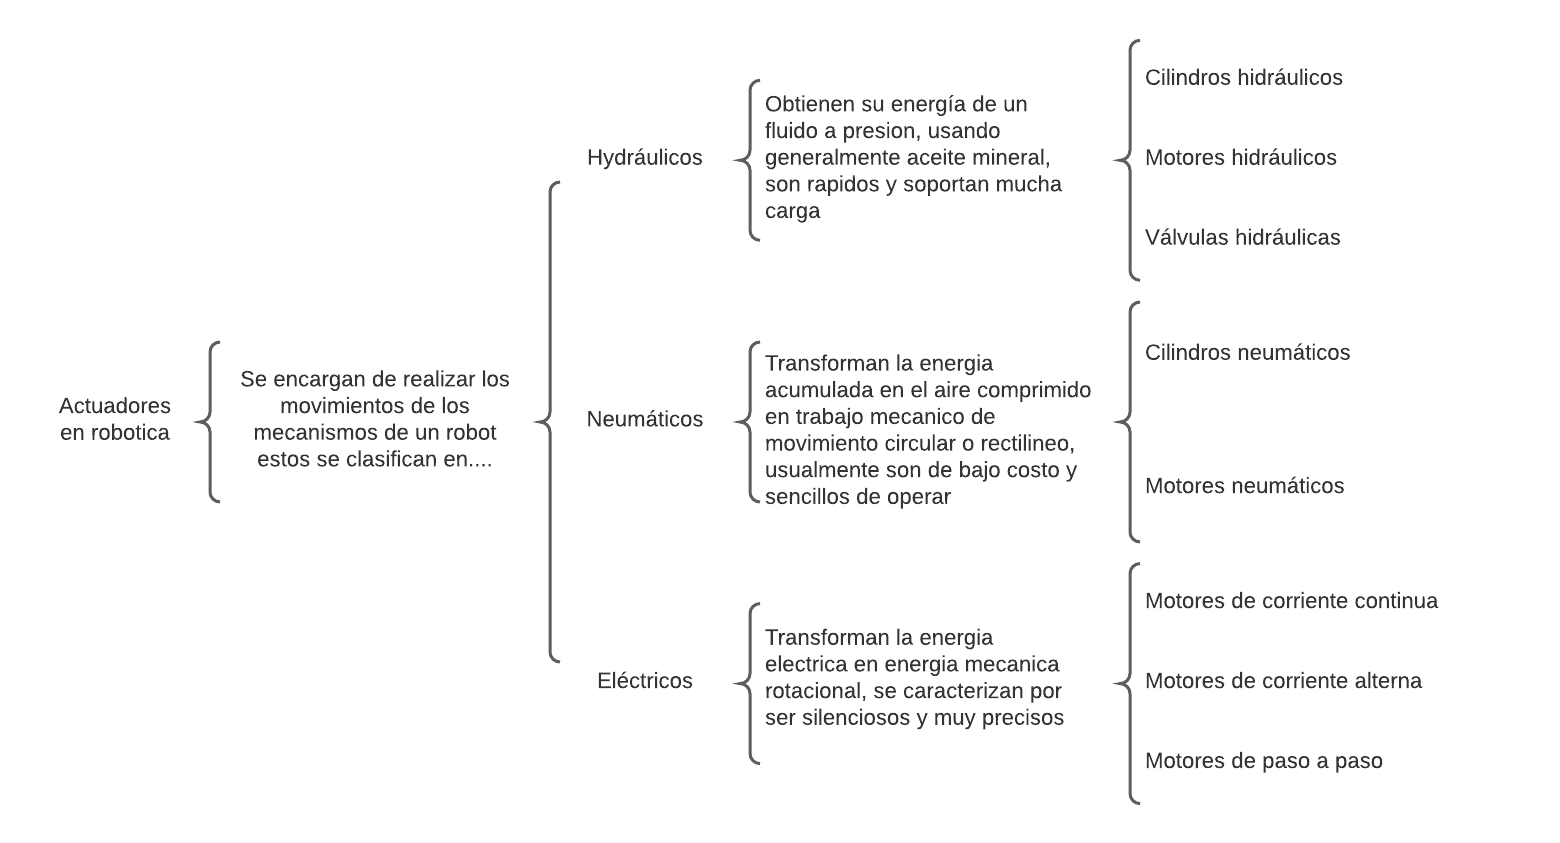 Actuadores
en robotica
Se encargan de realizar los
movimientos de los
mecanismos de un robot
estos se clasifican en....
Hydráulicos
Obtienen su energía de un
fluido a presion, usando
generalmente aceite mineral,
son rapidos y soportan mucha
carga
Cilindros hidráulicos
Motores hidráulicos
Válvulas hidráulicas
Neumáticos
Transforman la energia
acumulada en el aire comprimido
en trabajo mecanico de
movimiento circular o rectilineo,
usualmente son de bajo costo y
sencillos de operar
Cilindros neumáticos
Motores neumáticos
Eléctricos
Transforman la energia
electrica en energia mecanica
rotacional, se caracterizan por
ser silenciosos y muy precisos
Motores de corriente continua
Motores de corriente alterna
Motores de paso a paso